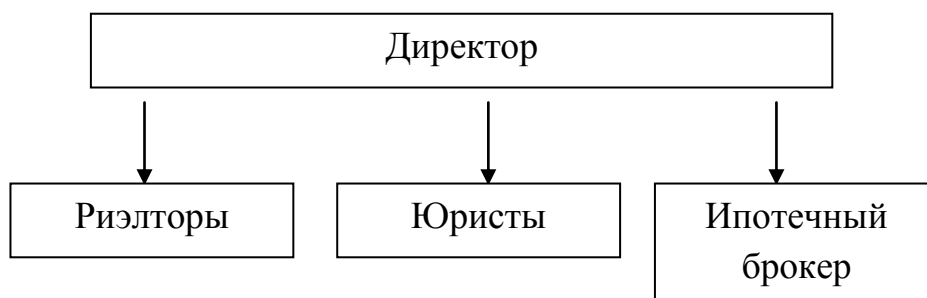 Директор
Риэлторы
Юристы
Ипотечный
брокер